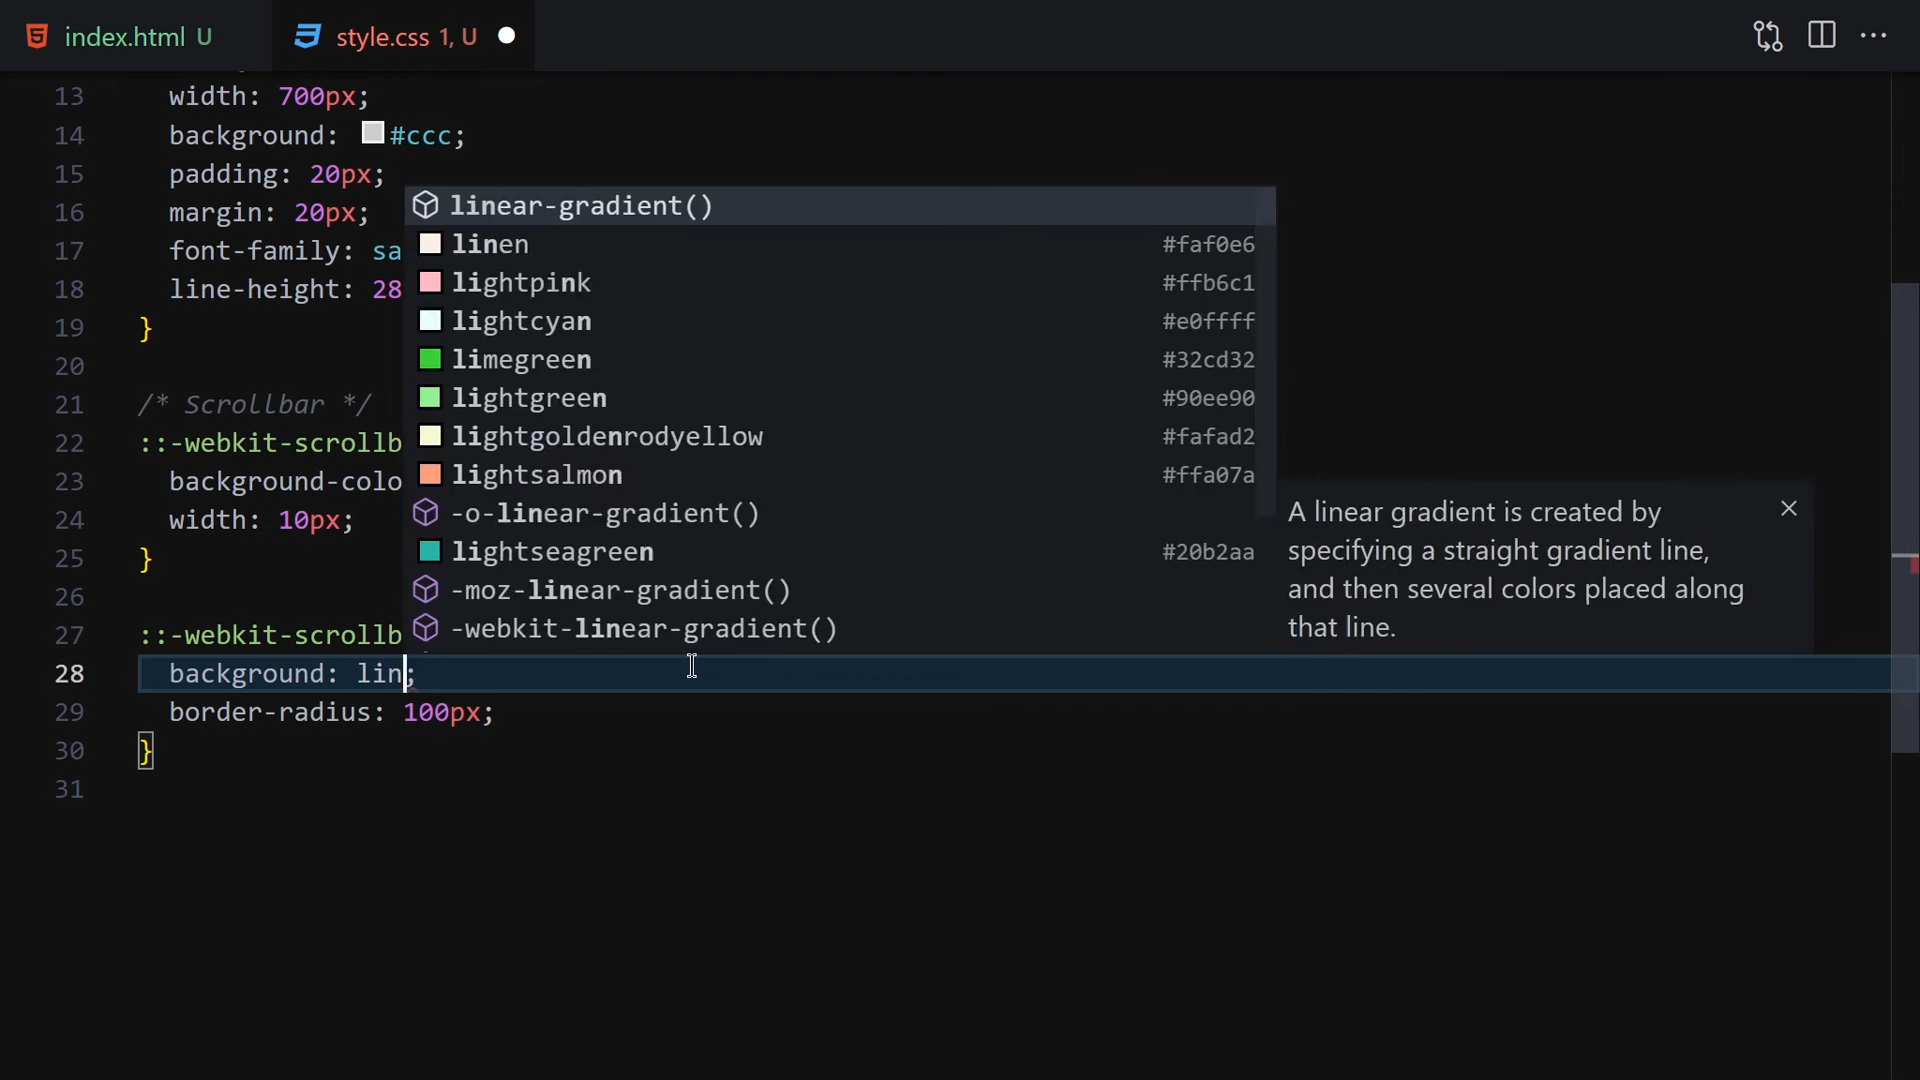 index.html U
style.css 1, U
13 width: 700px;
14 background: #ccc;
15 padding: 20px;
16 margin: 20px;
17 font-family: sa
18 line-height: 28
19 }
20
21 /* Scrollbar */
22 ::-webkit-scrollb
23 background-colo
24 width: 10px;
25 }
26
27 ::-webkit-scrollb
28 background: lin;
29 border-radius: 100px;
30 }
31
linear-gradient()
linen #faf0e6
lightpink #ffb6c1
lightcyan #e0ffff
limegreen #32cd32
lightgreen #90ee90
lightgoldenrodyellow #fafad2
lightsalmon #ffa07a
-o-linear-gradient()
lightseagreen #20b2aa
-moz-linear-gradient()
-webkit-linear-gradient()
A linear gradient is created by
specifying a straight gradient line,
and then several colors placed along
that line.